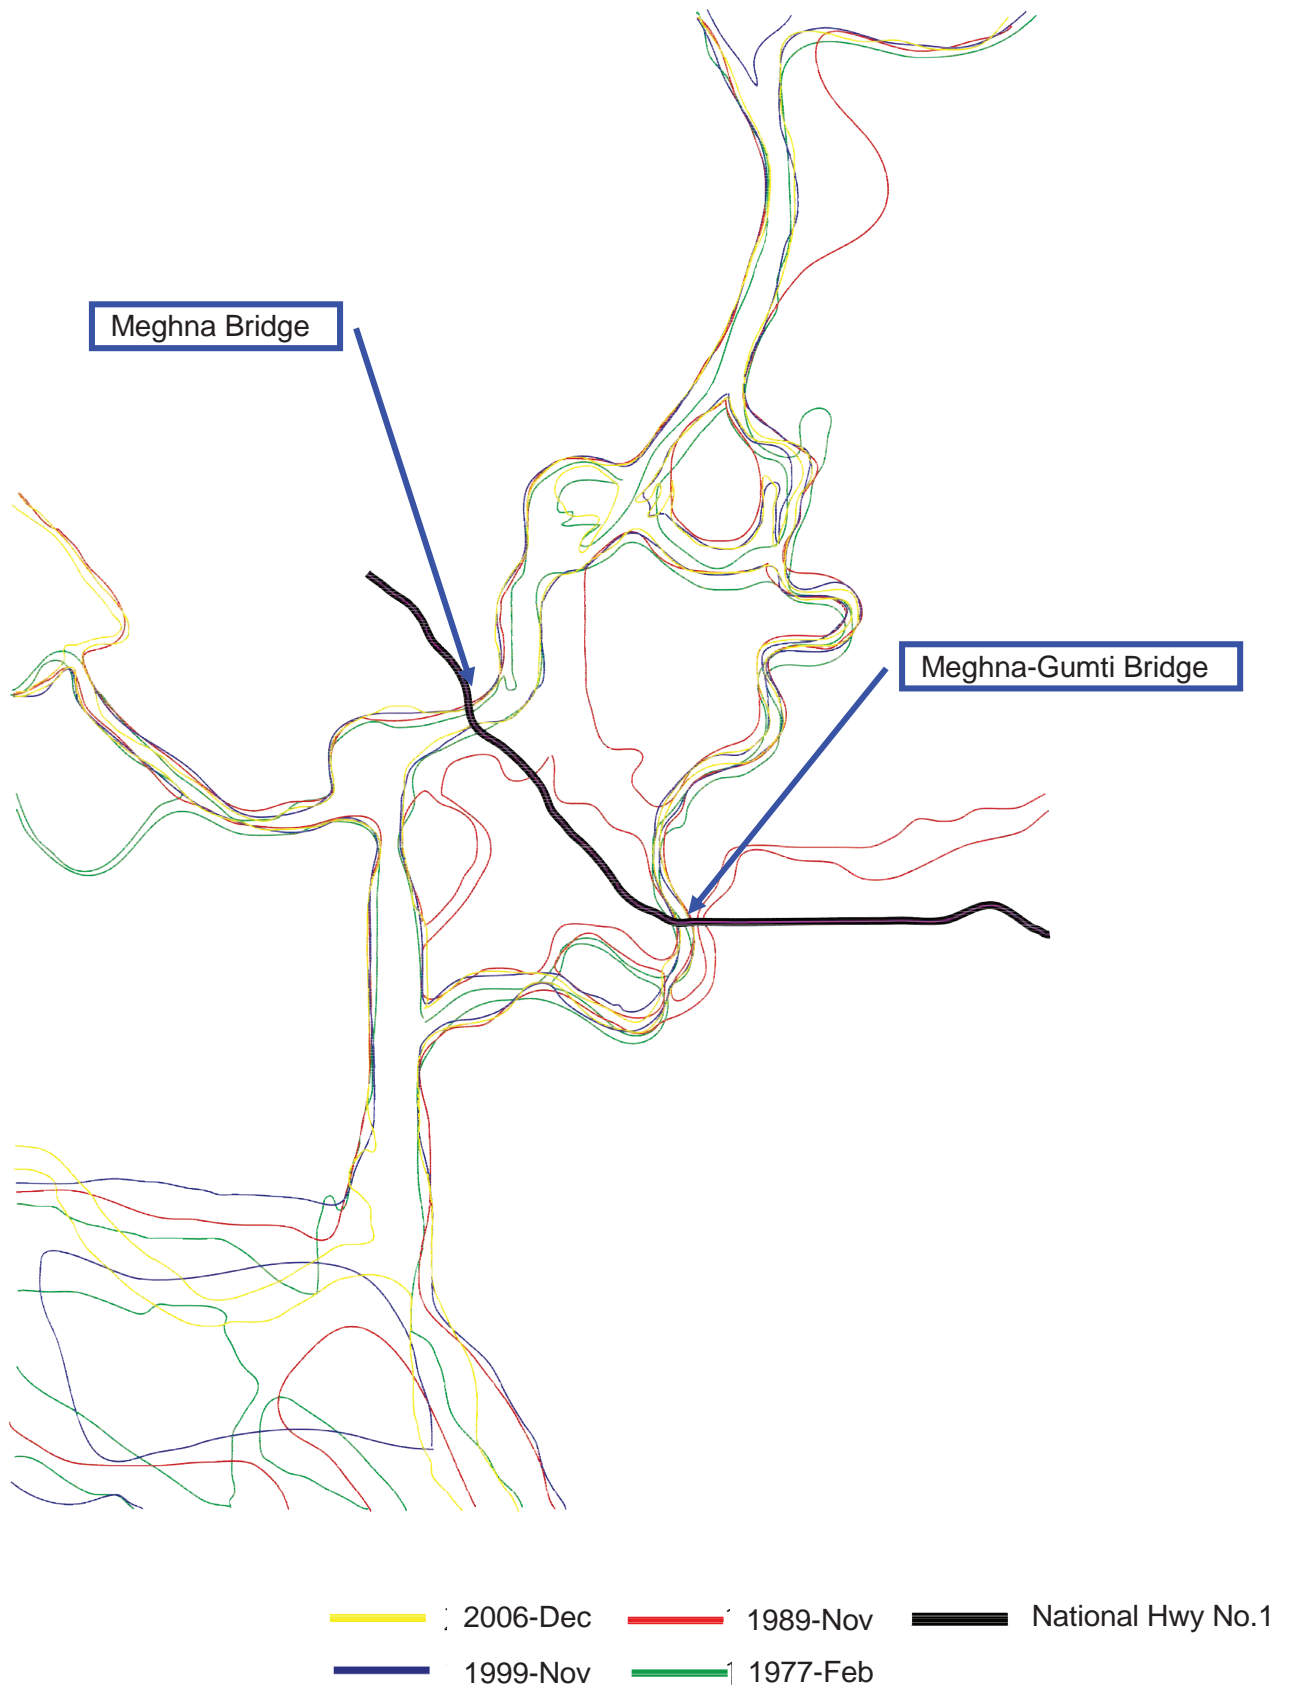 Meghna Bridge
Meghna-Gumti Bridge
2006-Dec
1989-Nov
National Hwy No.1
1999-Nov
1977-Feb